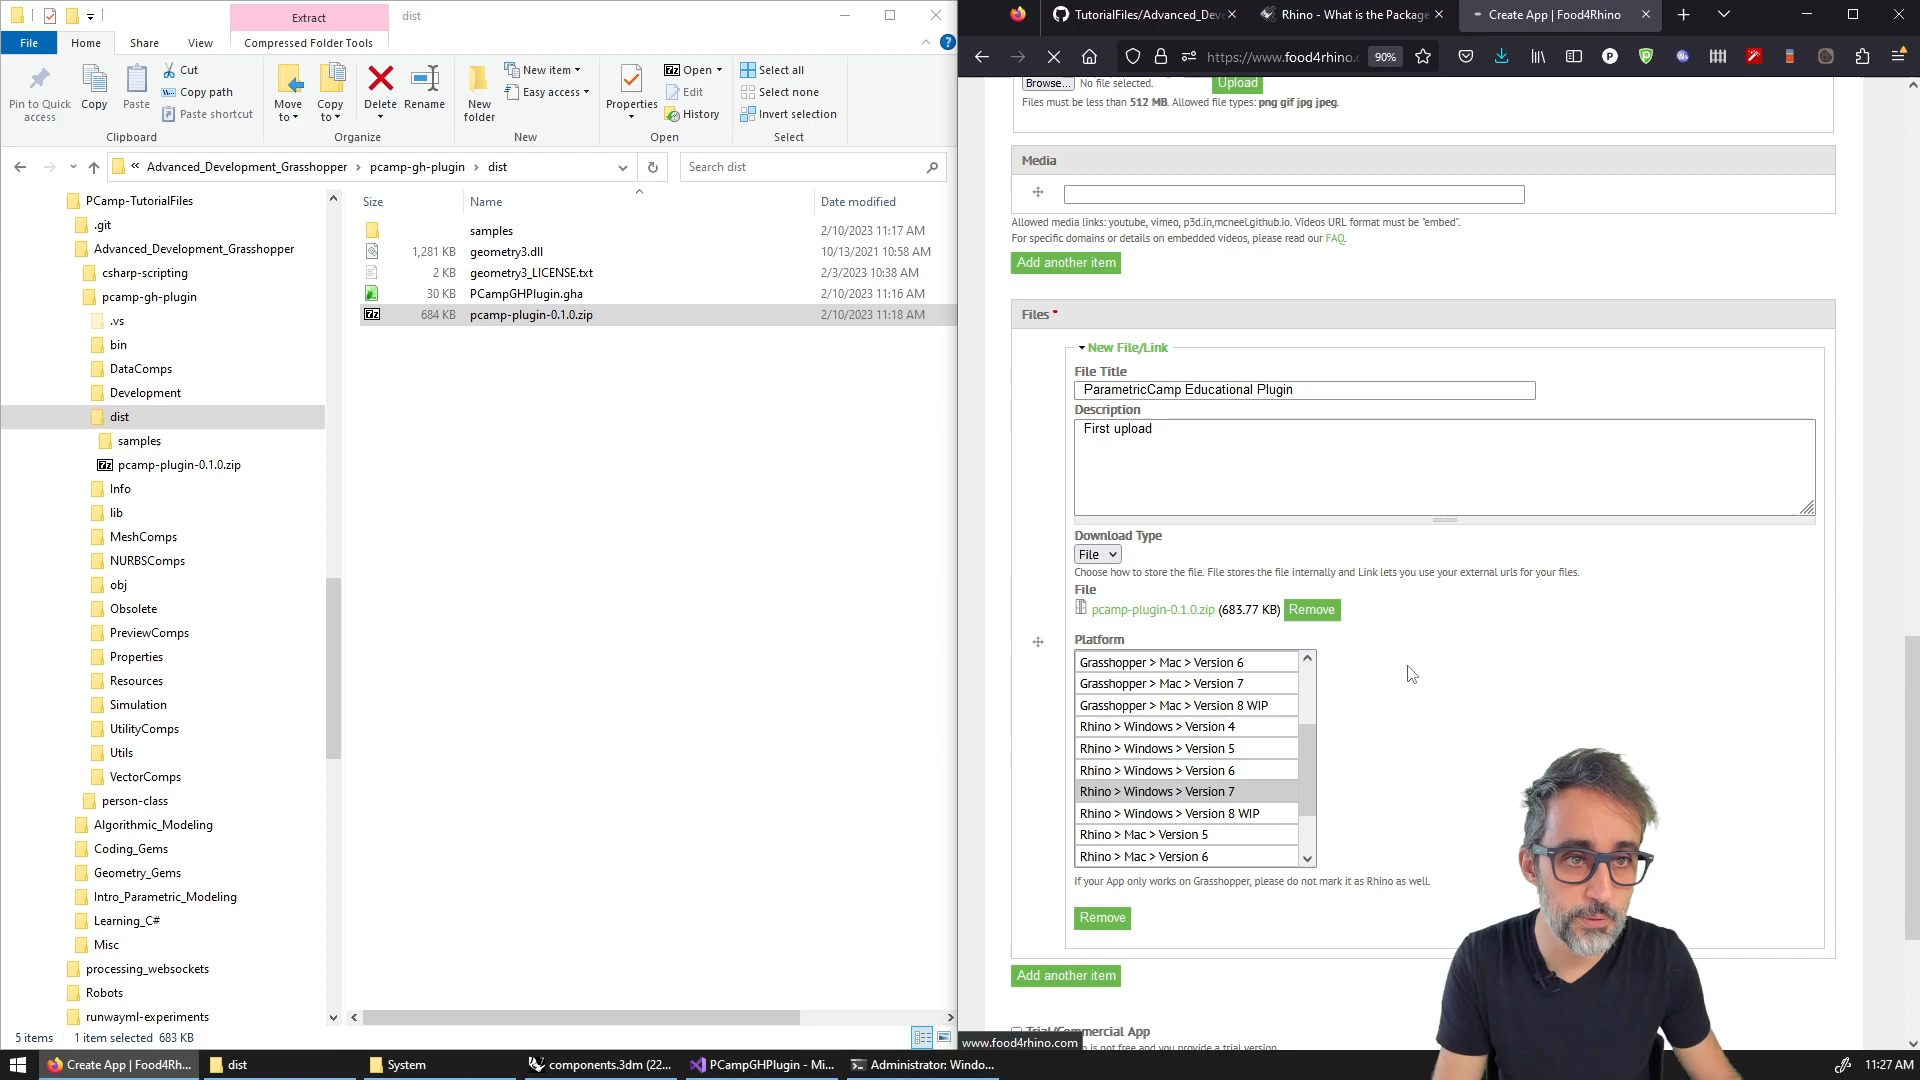 Extract
dist
File
Home
Share
View
Compressed Folder Tools
Pin to Quick access
Copy
Paste
Cut
Copy path
Paste shortcut
Clipboard
Move to
Copy to
Delete
Rename
Organize
New folder
New item
Easy access
New
Properties
Open
Edit
History
Open
Select all
Select none
Invert selection
Select
« Advanced_Development_Grasshopper > pcamp-gh-plugin > dist
Search dist
PCamp-TutorialFiles
.git
Advanced_Development_Grasshopper
csharp-scripting
pcamp-gh-plugin
.vs
bin
DataComps
Development
dist
samples
pcamp-plugin-0.1.0.zip
Info
lib
MeshComps
NURBSComps
obj
Obsolete
PreviewComps
Properties
Resources
Simulation
UtilityComps
Utils
VectorComps
person-class
Algorithmic_Modeling
Coding_Gems
Geometry_Gems
Intro_Parametric_Modeling
Learning_C#
Misc
processing_websockets
Robots
runwayml-experiments
Size Name Date modified
samples 2/10/2023 11:17 AM
1,281 KB geometry3.dll 10/13/2021 10:58 AM
2 KB geometry3_LICENSE.txt 2/3/2023 10:38 AM
30 KB PCampGHPlugin.gha 2/10/2023 11:16 AM
684 KB pcamp-plugin-0.1.0.zip 2/10/2023 11:18 AM
5 items 1 item selected 683 KB
TutorialFiles/Advanced_Dev
Rhino - What is the Package
Create App | Food4Rhino
https://www.food4rhino.
90%
Browse... No file selected. Upload
Files must be less than 512 MB. Allowed file types: png gif jpg jpeg.
Media
Allowed media links: youtube, vimeo, p3d.in,mcneel.github.io. Videos URL format must be "embed".
For specific domains or details on embedded videos, please read our FAQ.
Add another item
Files *
New File/Link
File Title
ParametricCamp Educational Plugin
Description
First upload
Download Type
File
Choose how to store the file. File stores the file internally and Link lets you use your external urls for your files.
File
pcamp-plugin-0.1.0.zip (683.77 KB) Remove
Platform
Grasshopper > Mac > Version 6
Grasshopper > Mac > Version 7
Grasshopper > Mac > Version 8 WIP
Rhino > Windows > Version 4
Rhino > Windows > Version 5
Rhino > Windows > Version 6
Rhino > Windows > Version 7
Rhino > Windows > Version 8 WIP
Rhino > Mac > Version 5
Rhino > Mac > Version 6
If your App only works on Grasshopper, please do not mark it as Rhino as well.
Remove
Add another item
Trial/Commercial App
is not free and you provide a trial version
www.food4rhino.com
Create App | Food4Rh...
dist
System
components.3dm (22...
PCampGHPlugin - Mi...
Administrator: Windo...
11:27 AM